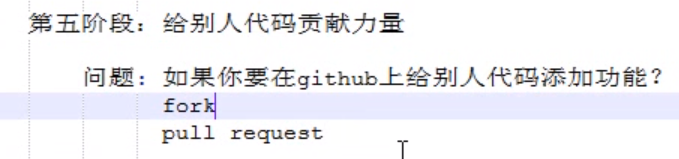 第五阶段: 给别人代码贡献力量
问题: 如果你要在github上给别人代码添加功能?
fork
pull request